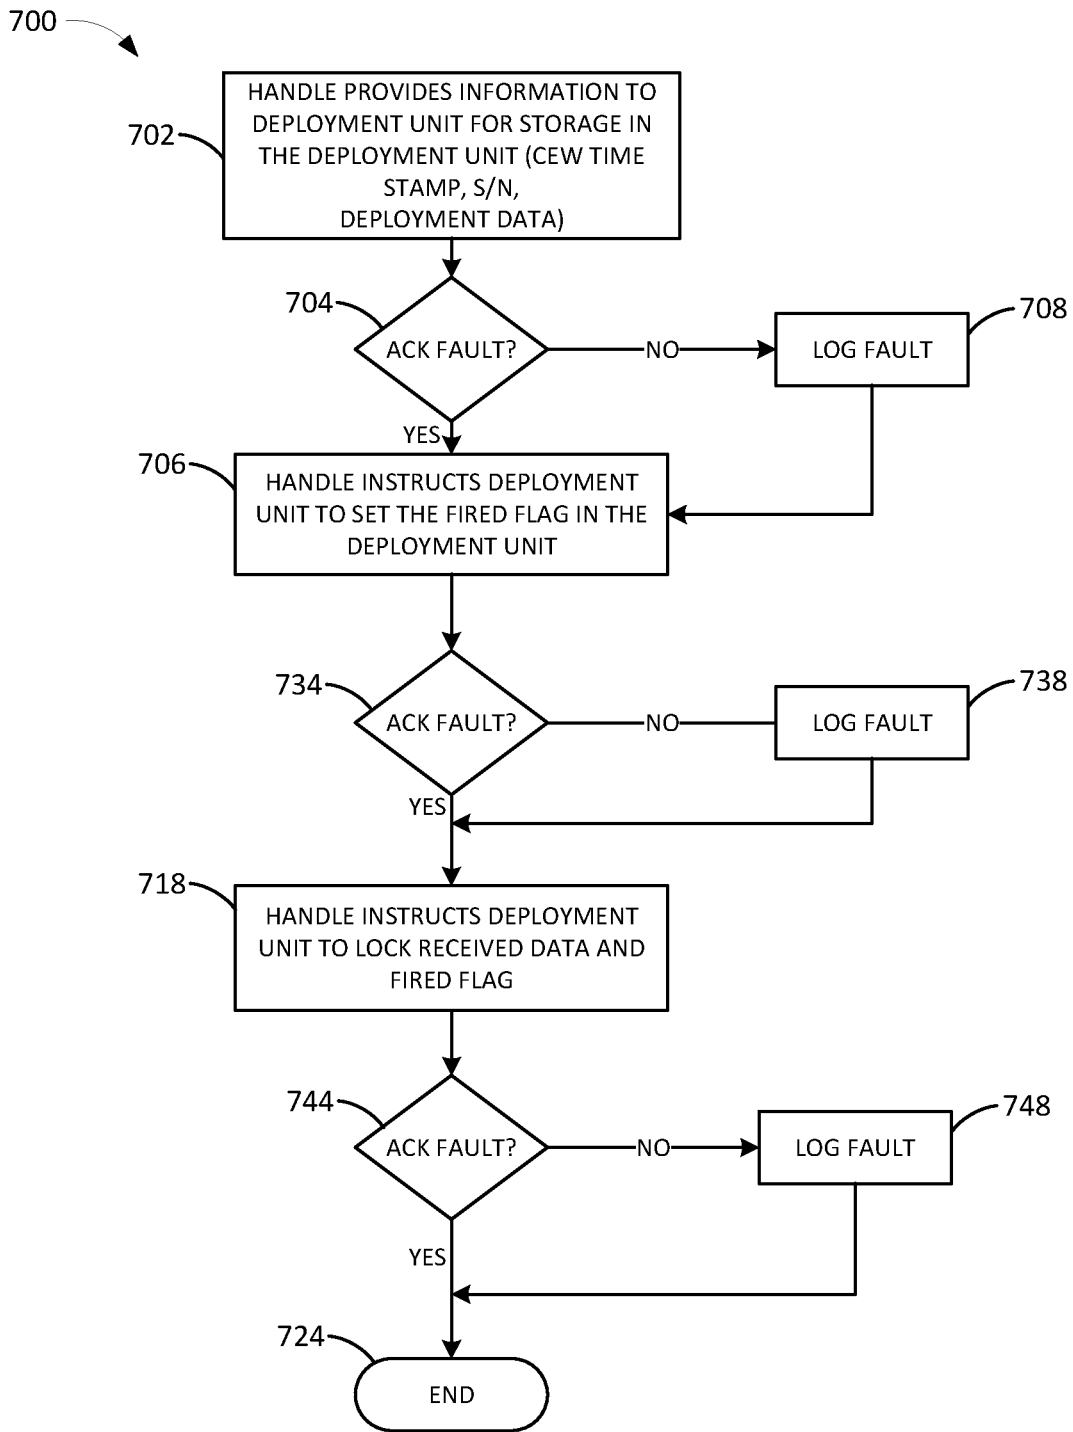 700
702
HANDLE PROVIDES INFORMATION TO
DEPLOYMENT UNIT FOR STORAGE IN
THE DEPLOYMENT UNIT (CEW TIME
STAMP, S/N,
DEPLOYMENT DATA)
704
ACK FAULT?
NO
708
LOG FAULT
YES
706
HANDLE INSTRUCTS DEPLOYMENT
UNIT TO SET THE FIRED FLAG IN THE
DEPLOYMENT UNIT
734
ACK FAULT?
NO
738
LOG FAULT
YES
718
HANDLE INSTRUCTS DEPLOYMENT
UNIT TO LOCK RECEIVED DATA AND
FIRED FLAG
744
ACK FAULT?
NO
748
LOG FAULT
YES
724
END